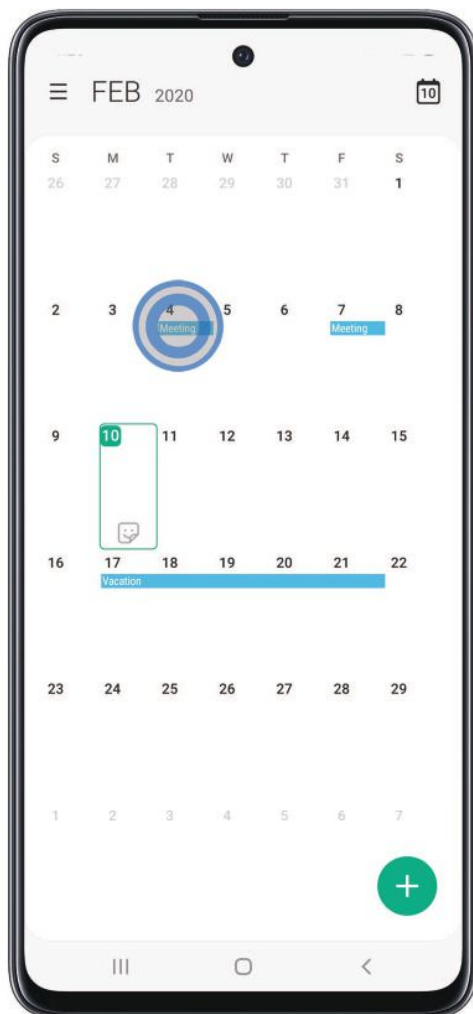 FEB 2020 10
S M T W T F S
26 27 28 29 30 31 1
2 3 4 5 6 7 8
Meeting Meeting
9 10 11 12 13 14 15
16 17 18 19 20 21 22
Vacation
23 24 25 26 27 28 29
1 2 3 4 5 6 7